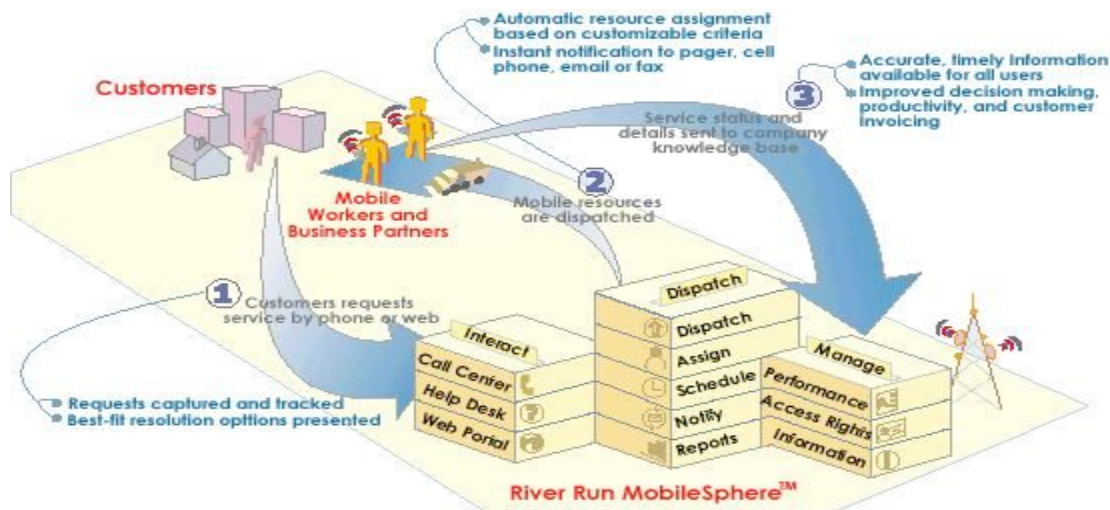 Automatic resource assignment
based on customizable criteria
Instant notification to pager, cell
phone, email or fax
3
Accurate, timely Information
available for all users
Improved decision making,
productivity, and customer
Invoicing
Customers
Service status and
details sent to company
knowledge base
2
Mobile resources
are dispatched
Mobile
Workers and
Business Partners
1
Customers requests
service by phone or web
Requests captured and tracked
Best-fit resolution opttions presented
Interact
Call Center
Help Desk
Web Portal
Dispatch
Dispatch
Assign
Schedule
Notify
Reports
Manage
Performance
Access Rights
Information
River Run MobileSphere™